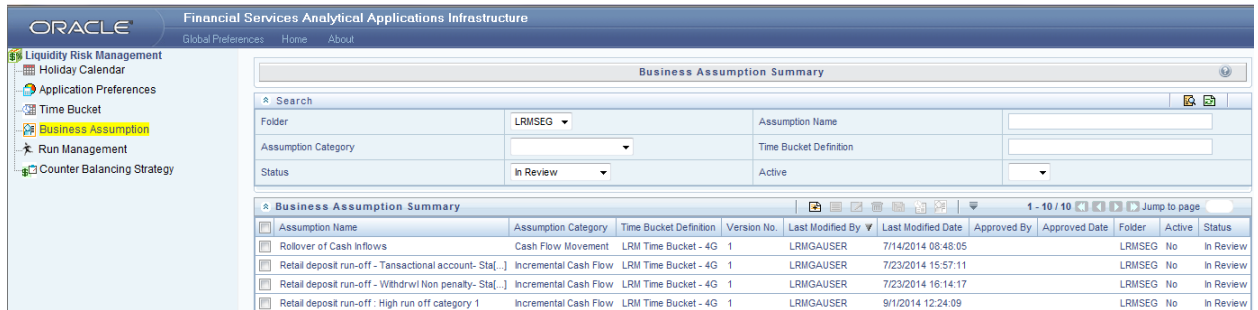 ORACLE®
Financial Services Analytical Applications Infrastructure
Global Preferences Home About
Liquidity Risk Management
Holiday Calendar
Application Preferences
Time Bucket
Business Assumption
Run Management
Counter Balancing Strategy
Business Assumption Summary
Search
Folder LRMSEG Assumption Name
Assumption Category Time Bucket Definition
Status In Review Active
Business Assumption Summary 1 - 10 / 10 Jump to page
Assumption Name Assumption Category Time Bucket Definition Version No. Last Modified By Last Modified Date Approved By Approved Date Folder Active Status
Rollover of Cash Inflows Cash Flow Movement LRM Time Bucket - 4G 1 LRMGAUSER 7/14/2014 08:48:05 LRMSEG No In Review
Retail deposit run-off - Tansactional account- Sta[...] Incremental Cash Flow LRM Time Bucket - 4G 1 LRMGAUSER 7/23/2014 15:57:11 LRMSEG No In Review
Retail deposit run-off - Withdrwl Non penalty- Sta[...] Incremental Cash Flow LRM Time Bucket - 4G 1 LRMGAUSER 7/23/2014 16:14:17 LRMSEG No In Review
Retail deposit run-off : High run off category 1 Incremental Cash Flow LRM Time Bucket - 4G 1 LRMGAUSER 9/1/2014 12:24:09 LRMSEG No In Review